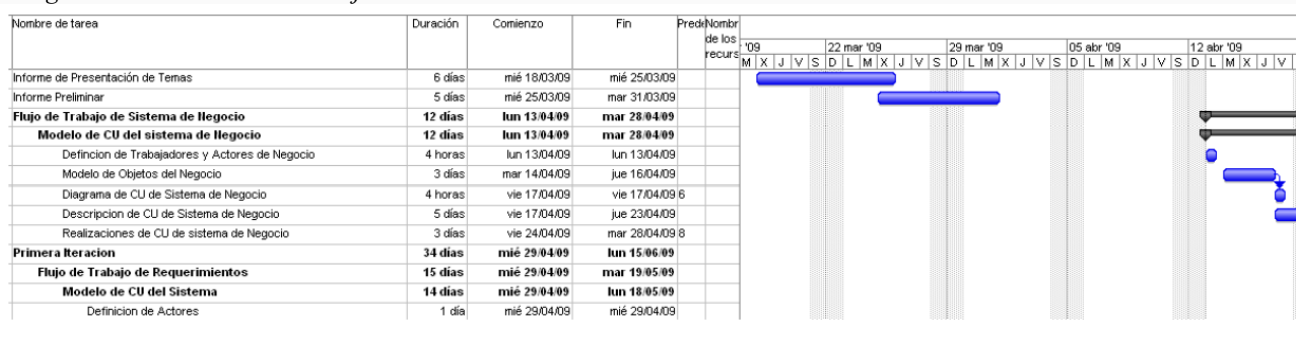 Nombre de tarea Duración Comienzo Fin Prede Nombr
de los
recurs
'09 22 mar '09 29 mar '09 05 abr '09 12 abr '09
M X J V S D L M X J V S D L M X J V S D L M X J V S D L M X J V
Informe de Presentación de Temas 6 días mié 18/03/09 mié 25/03/09
Informe Preliminar 5 días mié 25/03/09 mar 31/03/09
Flujo de Trabajo de Sistema de Negocio 12 días lun 13/04/09 mar 28/04/09
Modelo de CU del sistema de Negocio 12 días lun 13/04/09 mar 28/04/09
Defincion de Trabajadores y Actores de Negocio 4 horas lun 13/04/09 lun 13/04/09
Modelo de Objetos del Negocio 3 días mar 14/04/09 jue 16/04/09
Diagrama de CU de Sistema de Negocio 4 horas vie 17/04/09 vie 17/04/09 6
Descripcion de CU de Sistema de Negocio 5 días vie 17/04/09 jue 23/04/09
Realizaciones de CU de sistema de Negocio 3 días vie 24/04/09 mar 28/04/09 8
Primera Iteracion 34 días mié 29/04/09 lun 15/06/09
Flujo de Trabajo de Requerimientos 15 días mié 29/04/09 mar 19/05/09
Modelo de CU del Sistema 14 días mié 29/04/09 lun 18/05/09
Definicion de Actores 1 día mié 29/04/09 mié 29/04/09